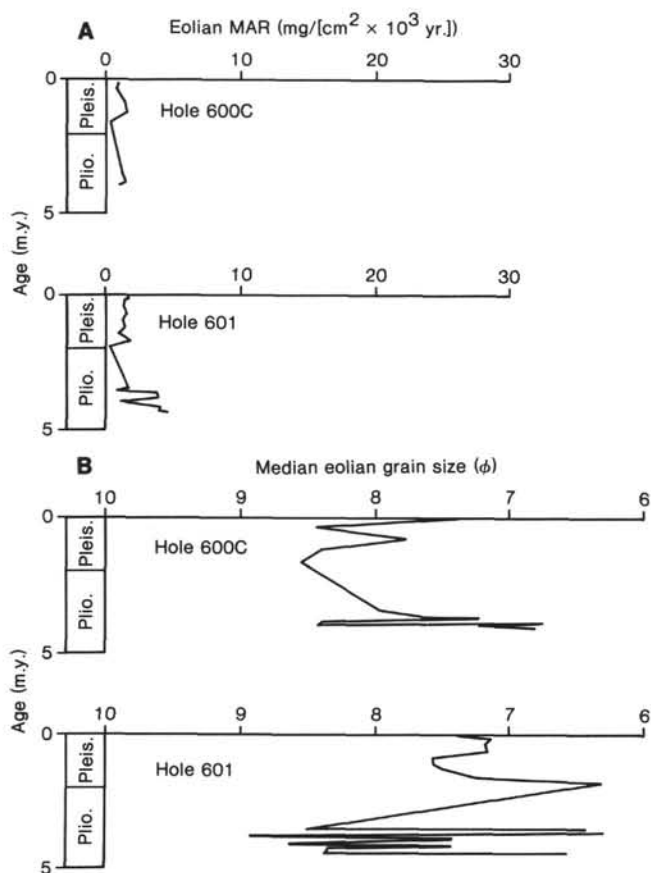 A
Eolian MAR (mg/[cm² × 10³ yr.])
0 10 20 30
0
Pleis.
Hole 600C
Plio.
5
Age (m.y.)
0 10 20 30
0
Pleis.
Hole 601
Plio.
5
B
Median eolian grain size (ϕ)
10 9 8 7 6
0
Pleis.
Hole 600C
Plio.
5
Age (m.y.)
10 9 8 7 6
0
Pleis.
Hole 601
Plio.
5